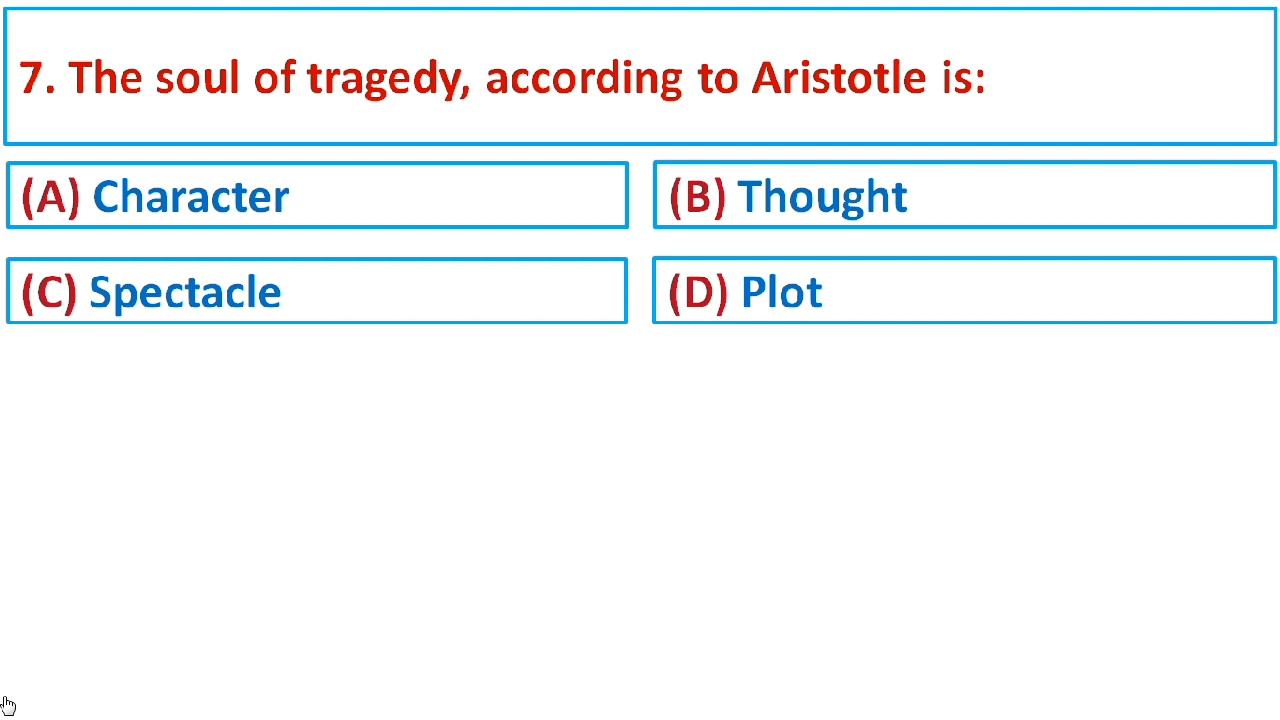 7. The soul of tragedy, according to Aristotle is:
(A) Character
(B) Thought
(C) Spectacle
(D) Plot